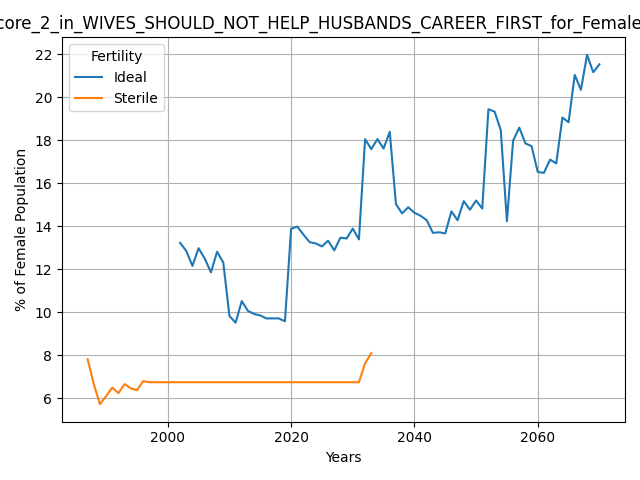 core_2_in_WIVES_SHOULD_NOT_HELP_HUSBANDS_CAREER_FIRST_for_Female
Fertility
Ideal
Sterile
22
20
18
16
14
12
10
8
6
% of Female Population
2000
2020
2040
2060
Years